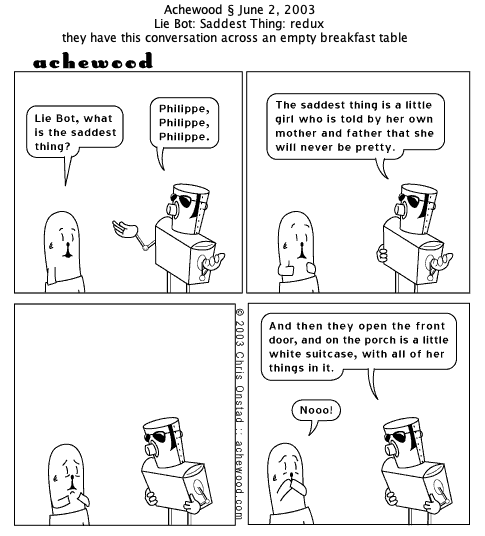 Achewood § June 2, 2003
Lie Bot: Saddest Thing: redux
they have this conversation across an empty breakfast table
achewood
Lie Bot, what
is the saddest
thing?
Philippe,
Philippe,
Philippe.
The saddest thing is a little
girl who is told by her own
mother and father that she
will never be pretty.
© 2003 Chris Onstad :: achewood.com
And then they open the front
door, and on the porch is a little
white suitcase, with all of her
things in it.
Nooo!